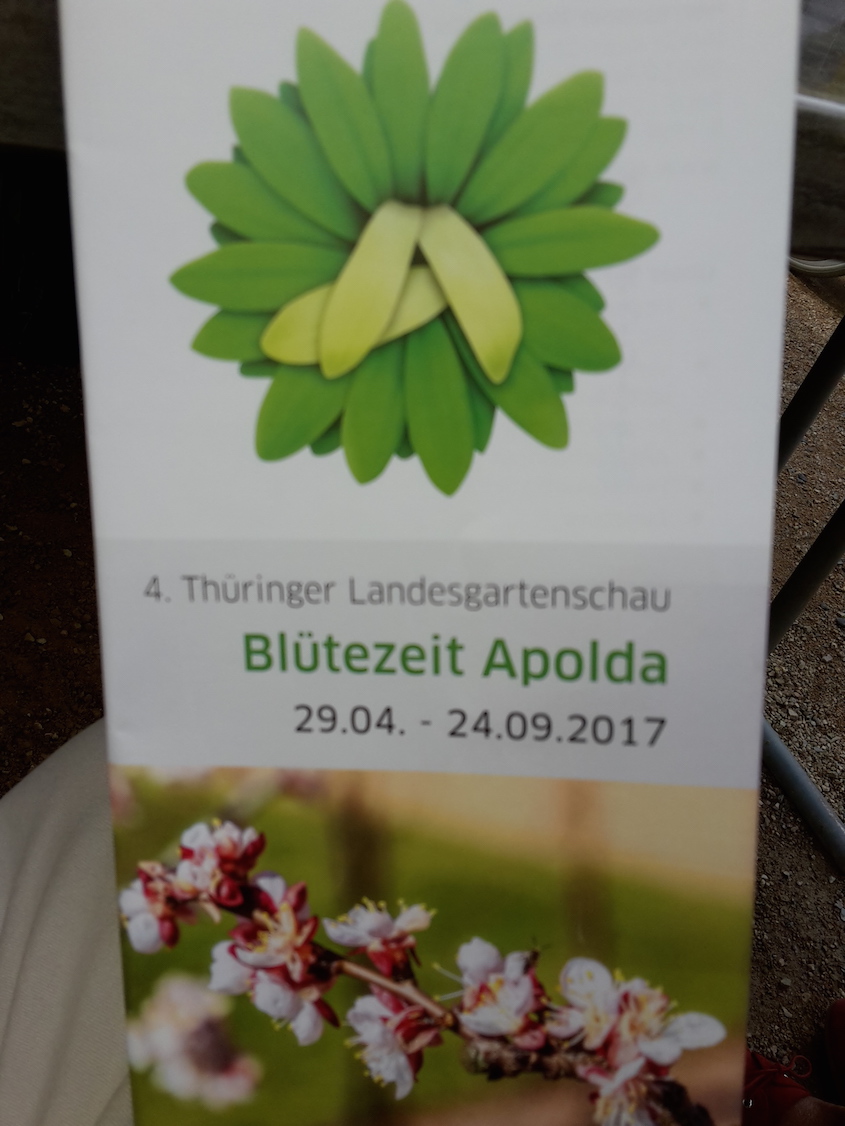 4. Thüringer Landesgartenschau
Blütezeit Apolda
29.04. - 24.09.2017